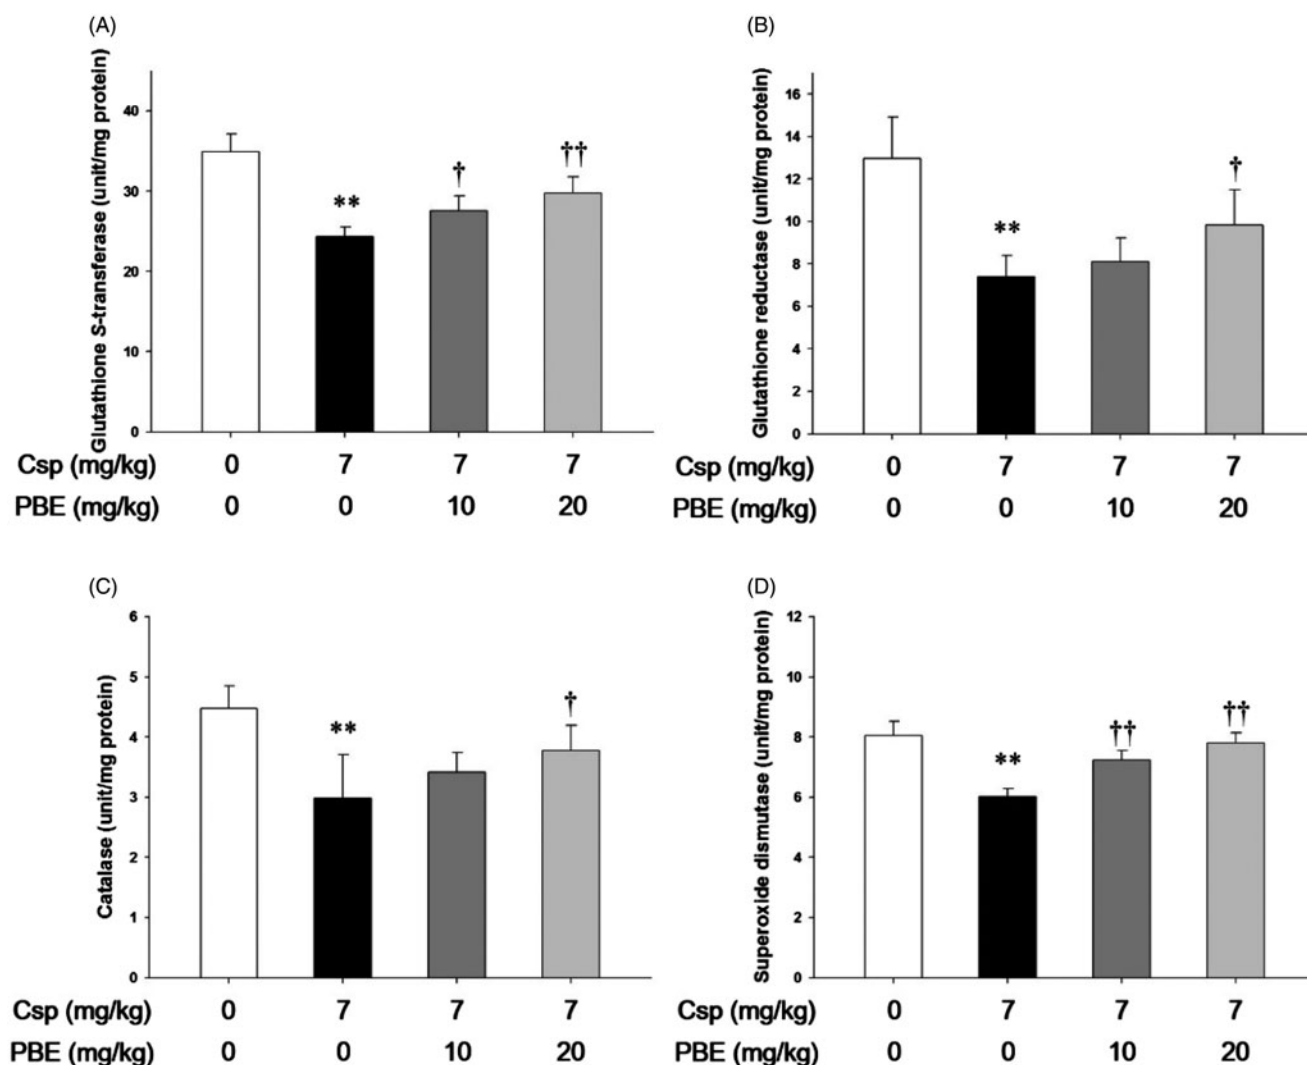 (A)
Glutathione S-transferase (unit/mg protein)
40
30
20
10
0
**
†
††
Csp (mg/kg) 0 7 7 7
PBE (mg/kg) 0 0 10 20
(B)
Glutathione reductase (unit/mg protein)
16
14
12
10
8
6
4
2
0
**
†
Csp (mg/kg) 0 7 7 7
PBE (mg/kg) 0 0 10 20
(C)
Catalase (unit/mg protein)
6
5
4
3
2
1
0
**
†
Csp (mg/kg) 0 7 7 7
PBE (mg/kg) 0 0 10 20
(D)
Superoxide dismutase (unit/mg protein)
12
10
8
6
4
2
0
**
††
††
Csp (mg/kg) 0 7 7 7
PBE (mg/kg) 0 0 10 20